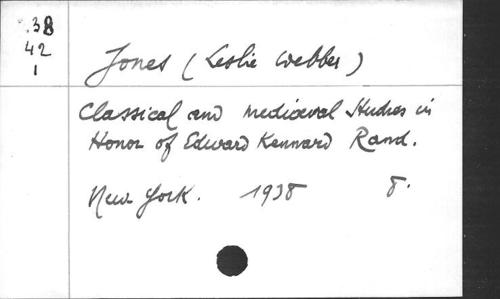 .38
42
1
Jones (Leslie Webber)
Classical and mediaeval Studies in
Honor of Edward Kennard Rand.
New York. 1938 8.